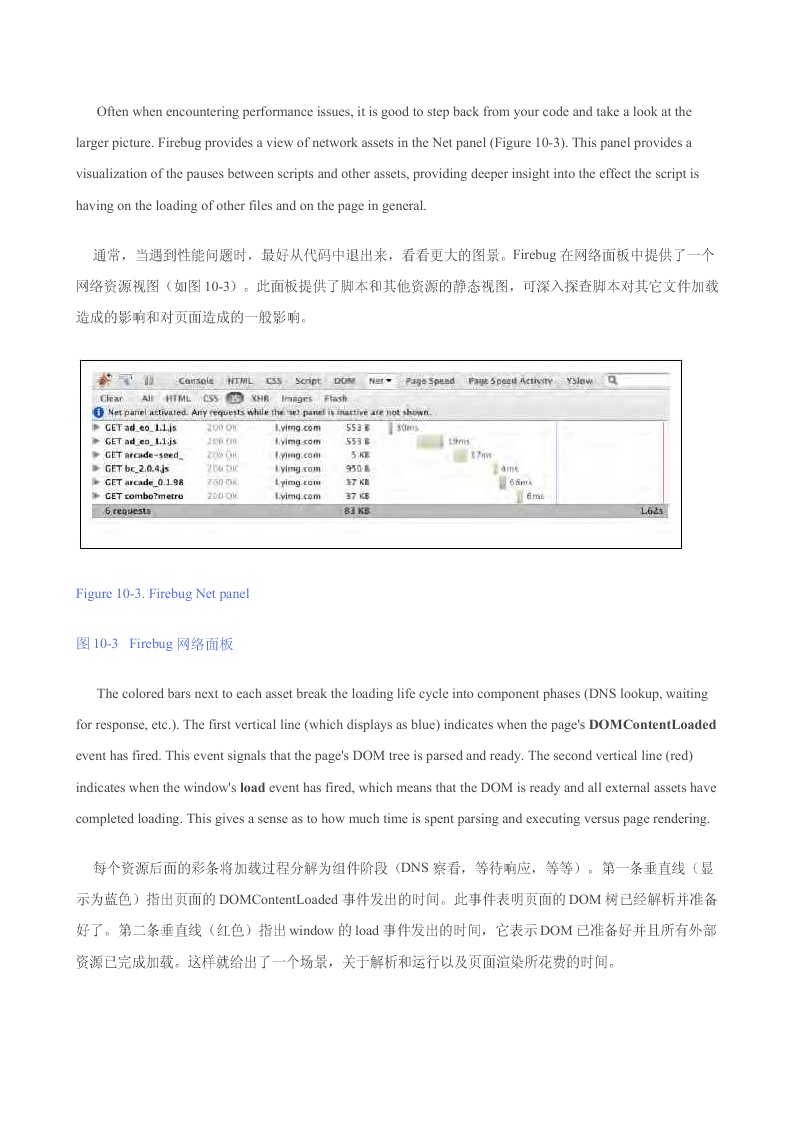 Often when encountering performance issues, it is good to step back from your code and take a look at the
larger picture. Firebug provides a view of network assets in the Net panel (Figure 10-3). This panel provides a
visualization of the pauses between scripts and other assets, providing deeper insight into the effect the script is
having on the loading of other files and on the page in general.
通常，当遇到性能问题时，最好从代码中退出来，看看更大的图景。Firebug 在网络面板中提供了一个
网络资源视图（如图 10-3）。此面板提供了脚本和其他资源的静态视图，可深入探查脚本对其它文件加载
造成的影响和对页面造成的一般影响。
Console HTML CSS Script DOM Net Page Speed Page Speed Activity YSlow
Clear All HTML CSS JS XHR Images Flash
Net panel activated. Any requests while the net panel is inactive are not shown.
GET ad_eo_1.1.js 200 OK l.yimg.com 553 B 30ms
GET ad_eo_1.1.js 200 OK l.yimg.com 553 B 19ms
GET arcade-seed_ 200 OK l.yimg.com 5 KB 17ms
GET bc_2.0.4.js 200 OK l.yimg.com 950 B 4ms
GET arcade_0.1.98 200 OK l.yimg.com 37 KB 66ms
GET combo?metro 200 OK l.yimg.com 37 KB 6ms
6 requests 83 KB 1.62s
Figure 10-3. Firebug Net panel
图 10-3 Firebug 网络面板
The colored bars next to each asset break the loading life cycle into component phases (DNS lookup, waiting
for response, etc.). The first vertical line (which displays as blue) indicates when the page's DOMContentLoaded
event has fired. This event signals that the page's DOM tree is parsed and ready. The second vertical line (red)
indicates when the window's load event has fired, which means that the DOM is ready and all external assets have
completed loading. This gives a sense as to how much time is spent parsing and executing versus page rendering.
每个资源后面的彩条将加载过程分解为组件阶段（DNS 察看，等待响应，等等）。第一条垂直线（显
示为蓝色）指出页面的 DOMContentLoaded 事件发出的时间。此事件表明页面的 DOM 树已经解析并准备
好了。第二条垂直线（红色）指出 window 的 load 事件发出的时间，它表示 DOM 已准备好并且所有外部
资源已完成加载。这样就给出了一个场景，关于解析和运行以及页面渲染所花费的时间。